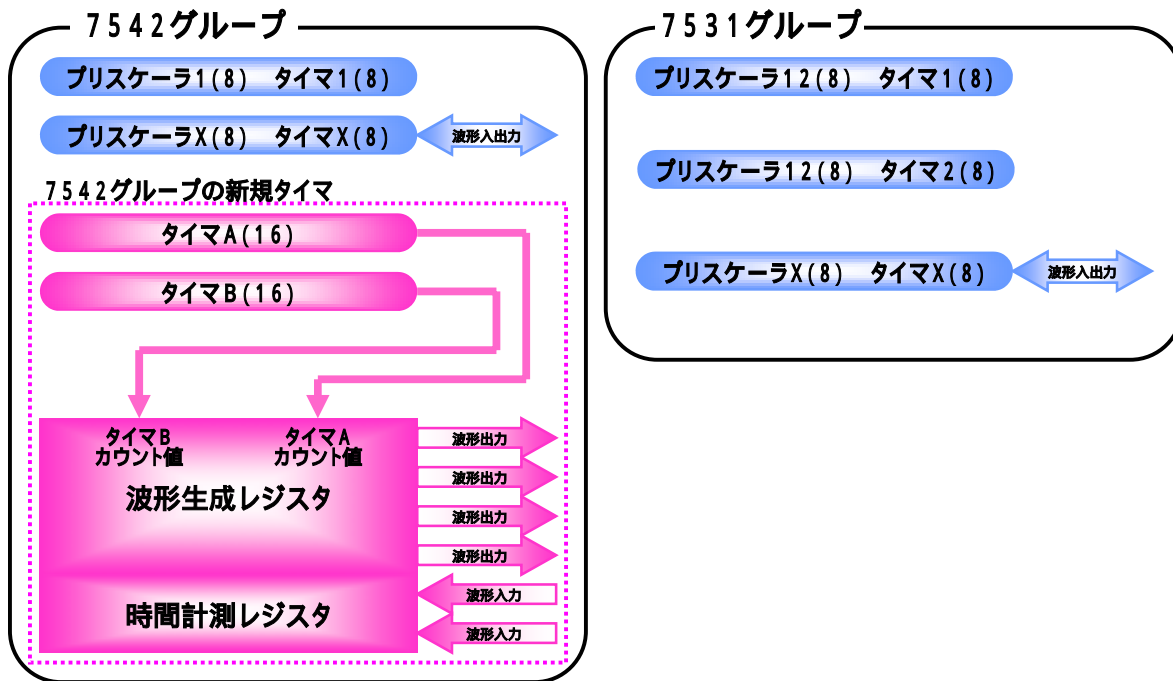 7542グループ
プリスケーラ1(8) タイマ1(8)
プリスケーラX(8) タイマX(8)
波形入出力
7542グループの新規タイマ
タイマA(16)
タイマB(16)
タイマB
カウント値
タイマA
カウント値
波形生成レジスタ
波形出力
波形出力
波形出力
波形出力
時間計測レジスタ
波形入力
波形入力
7531グループ
プリスケーラ12(8) タイマ1(8)
プリスケーラ12(8) タイマ2(8)
プリスケーラX(8) タイマX(8)
波形入出力